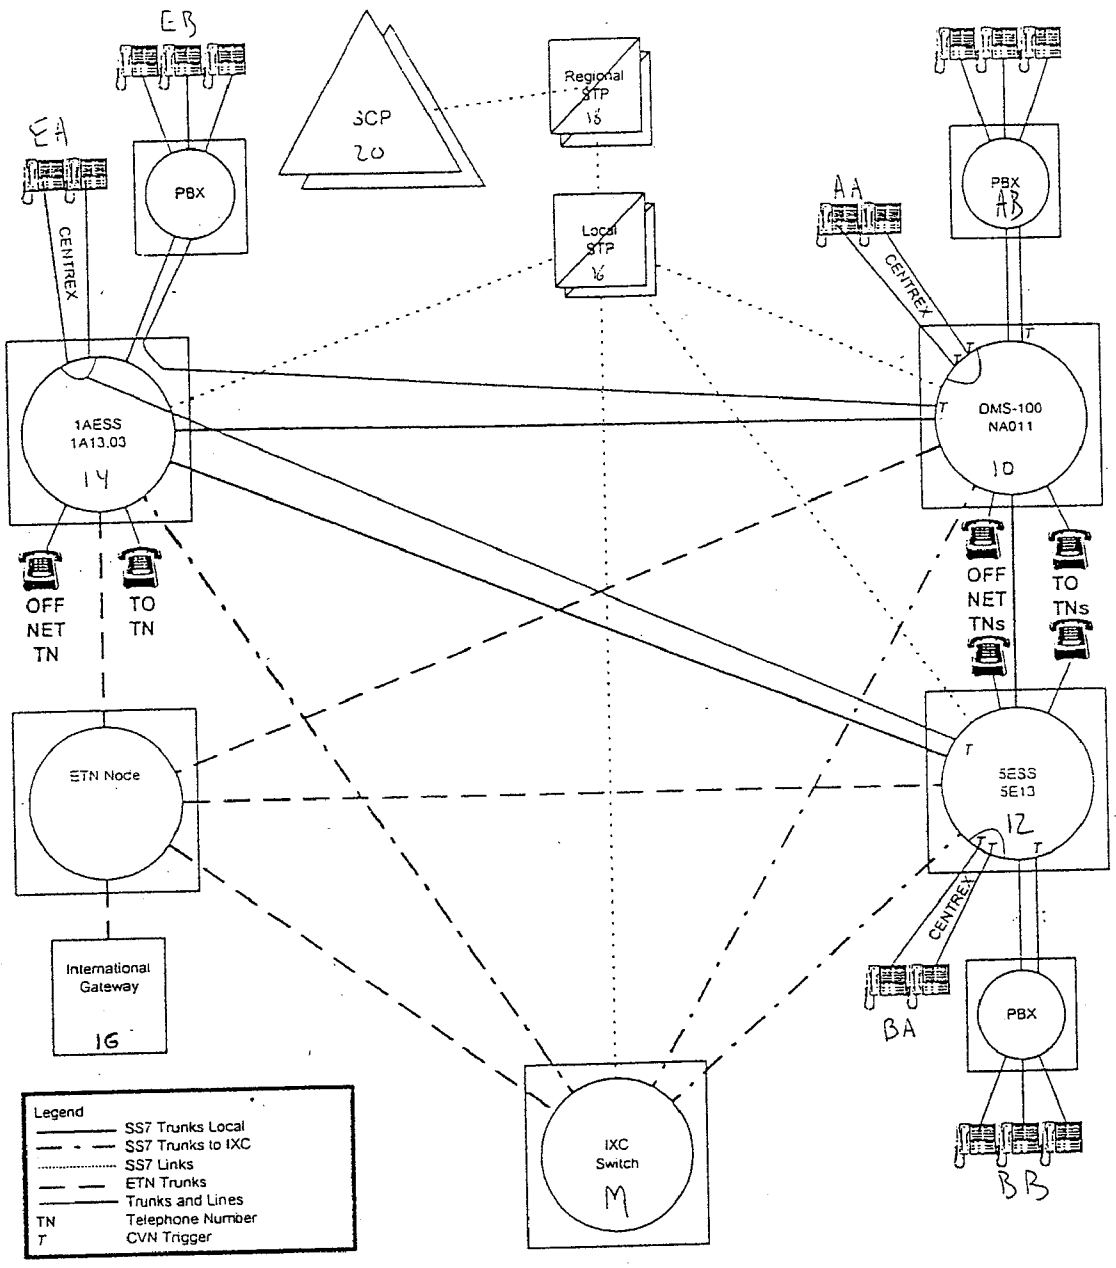 EB
EA
PBX
CENTREX
SCP
20
Regional
STP
18
Local
STP
16
AA
CENTREX
PBX
AB
T
T
T
T
1AESS
1A13.03
14
DMS-100
NA011
10
OFF
NET
TN
TO
TN
OFF
NET
TNs
TO
TNs
ETN Node
T
5ESS
5E13
12
T
T
T
CENTREX
BA
PBX
BB
International
Gateway
IG
IXC
Switch
M
Legend
SS7 Trunks Local
SS7 Trunks to IXC
SS7 Links
ETN Trunks
Trunks and Lines
TN Telephone Number
T CVN Trigger